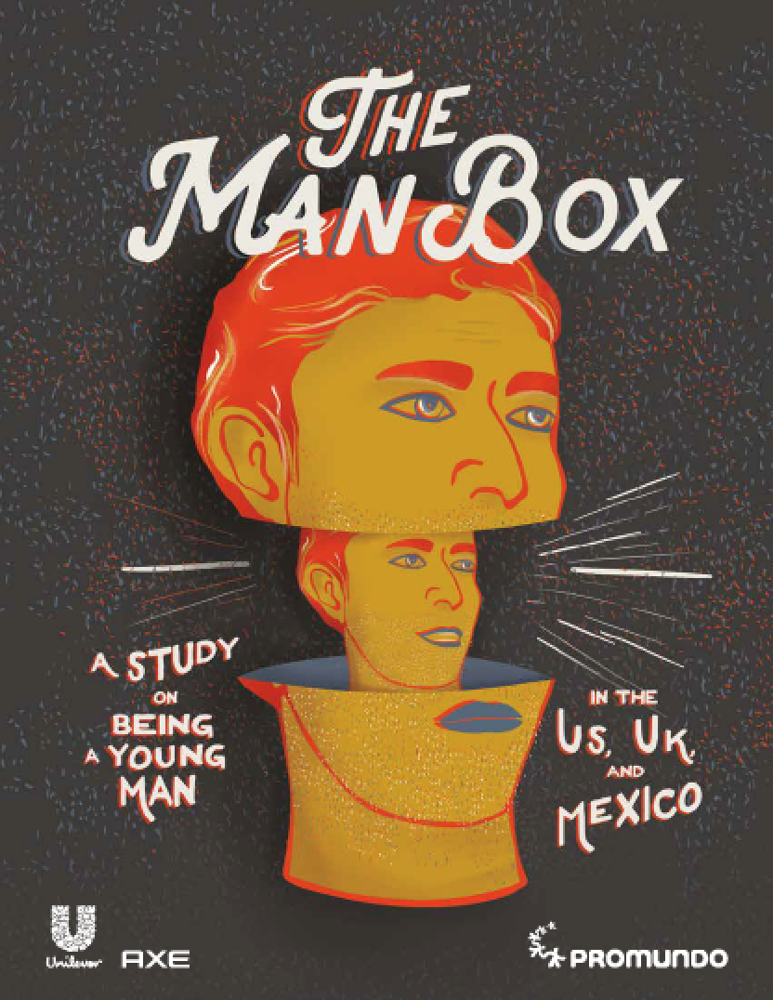 THE
MAN BOX
A STUDY
ON
BEING
A YOUNG
MAN
IN THE
US, UK,
AND
MEXICO
Unilever
AXE
PROMUNDO